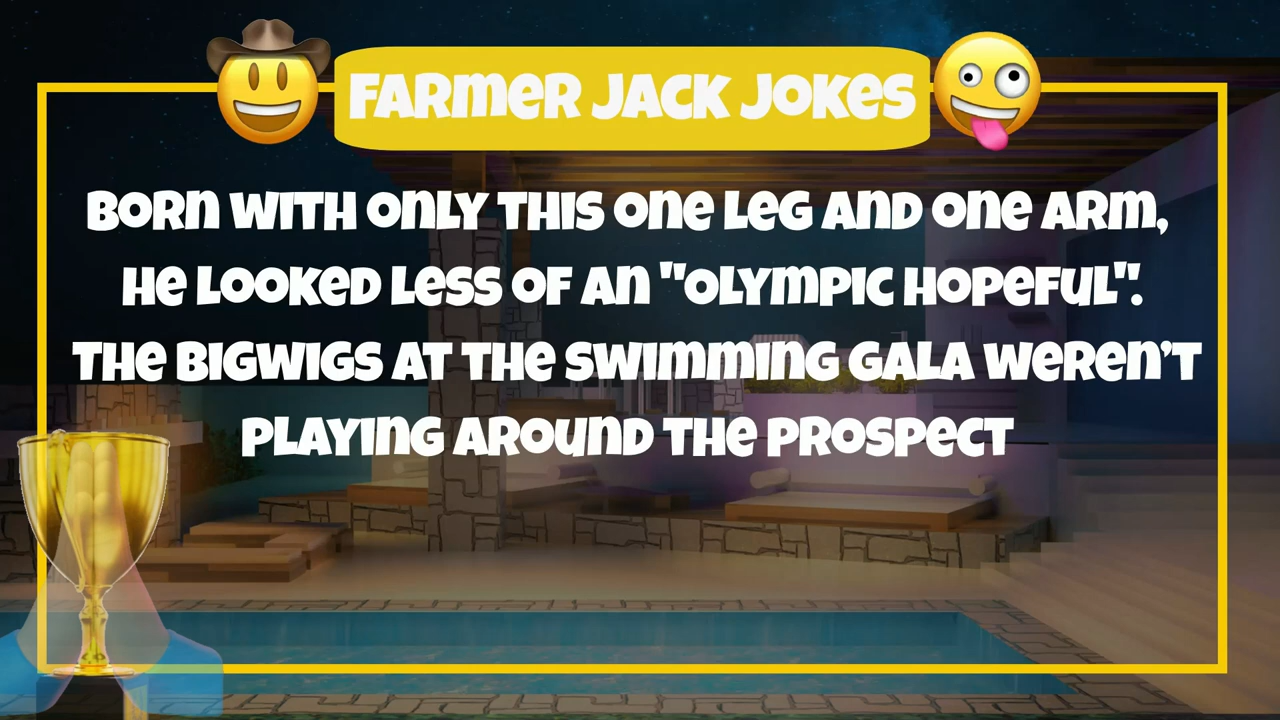 FARMER JACK JOKES
BORN WITH ONLY THIS ONE LEG AND ONE ARM,
HE LOOKED LESS OF AN "OLYMPIC HOPEFUL".
THE BIGWIGS AT THE SWIMMING GALA WEREN'T
PLAYING AROUND THE PROSPECT